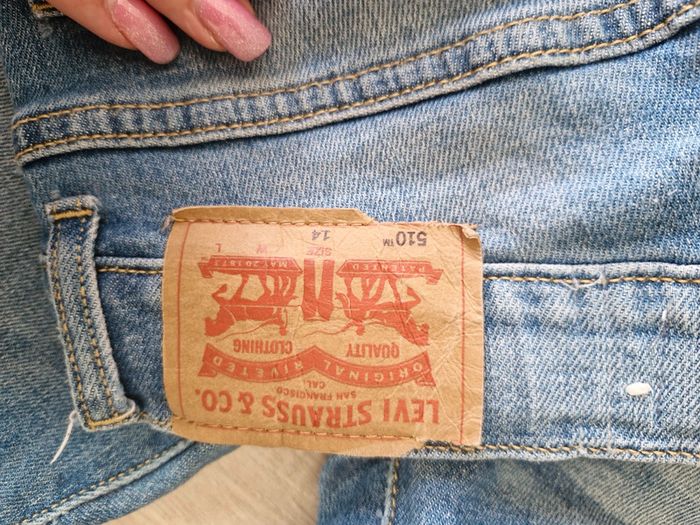 LEVI STRAUSS & CO.
SAN FRANCISCO
CAL.
ORIGINAL RIVETED
QUALITY CLOTHING
PATENTED MAY 20 1873
SIZE W L
510™ 14